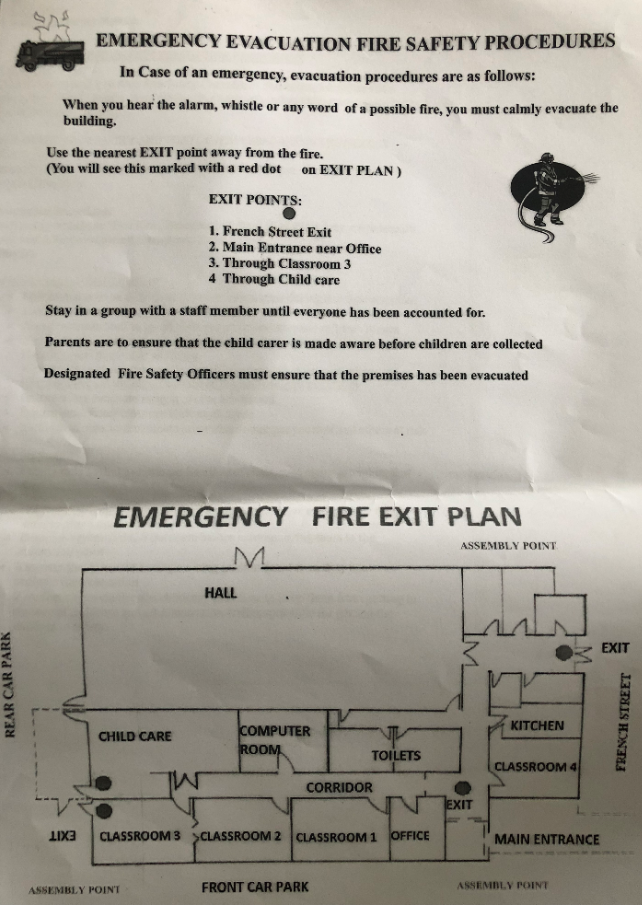 EMERGENCY EVACUATION FIRE SAFETY PROCEDURES
In Case of an emergency, evacuation procedures are as follows:
When you hear the alarm, whistle or any word of a possible fire, you must calmly evacuate the
building.
Use the nearest EXIT point away from the fire.
(You will see this marked with a red dot on EXIT PLAN )
EXIT POINTS:
1. French Street Exit
2. Main Entrance near Office
3. Through Classroom 3
4 Through Child care
Stay in a group with a staff member until everyone has been accounted for.
Parents are to ensure that the child carer is made aware before children are collected
Designated Fire Safety Officers must ensure that the premises has been evacuated
EMERGENCY FIRE EXIT PLAN
ASSEMBLY POINT
HALL
EXIT
REAR CAR PARK
FRENCH STREET
CHILD CARE
COMPUTER
ROOM
TOILETS
KITCHEN
CLASSROOM 4
CORRIDOR
EXIT
EXIT
CLASSROOM 3
CLASSROOM 2
CLASSROOM 1
OFFICE
MAIN ENTRANCE
ASSEMBLY POINT
FRONT CAR PARK
ASSEMBLY POINT